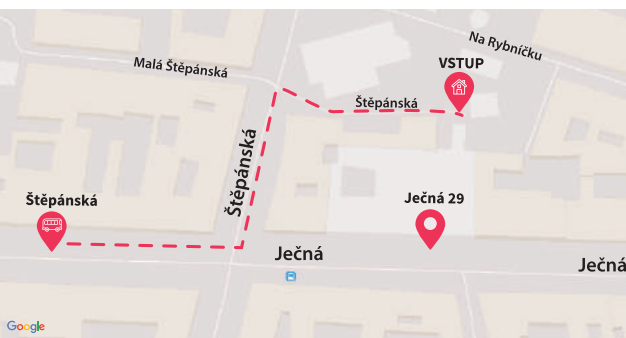 Na Rybníčku
Malá Štěpánská
VSTUP
Štěpánská
Štěpánská
Štěpánská
Ječná 29
Ječná
Ječná
Google